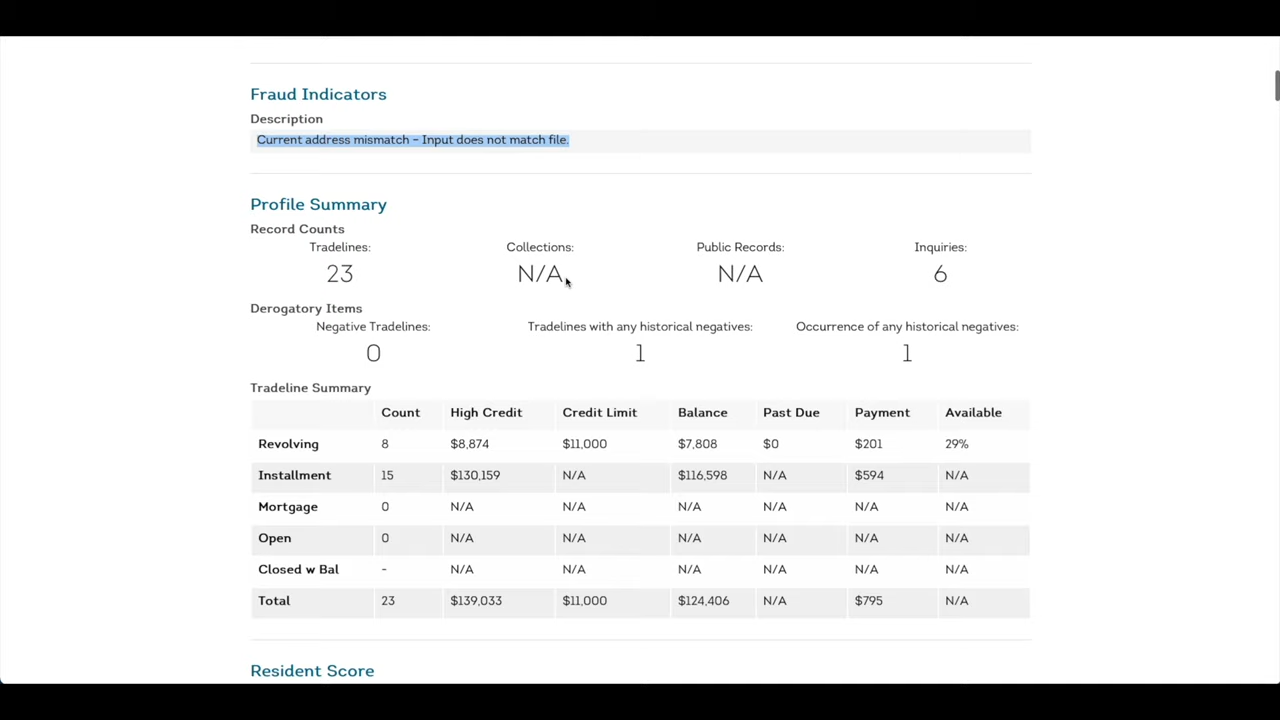 Fraud Indicators
Description
Current address mismatch - Input does not match file.
Profile Summary
Record Counts
Tradelines: Collections: Public Records: Inquiries:
23 N/A N/A 6
Derogatory Items
Negative Tradelines: Tradelines with any historical negatives: Occurrence of any historical negatives:
0 1 1
Tradeline Summary
Count High Credit Credit Limit Balance Past Due Payment Available
Revolving 8 $8,874 $11,000 $7,808 $0 $201 29%
Installment 15 $130,159 N/A $116,598 N/A $594 N/A
Mortgage 0 N/A N/A N/A N/A N/A N/A
Open 0 N/A N/A N/A N/A N/A N/A
Closed w Bal - N/A N/A N/A N/A N/A N/A
Total 23 $139,033 $11,000 $124,406 N/A $795 N/A
Resident Score